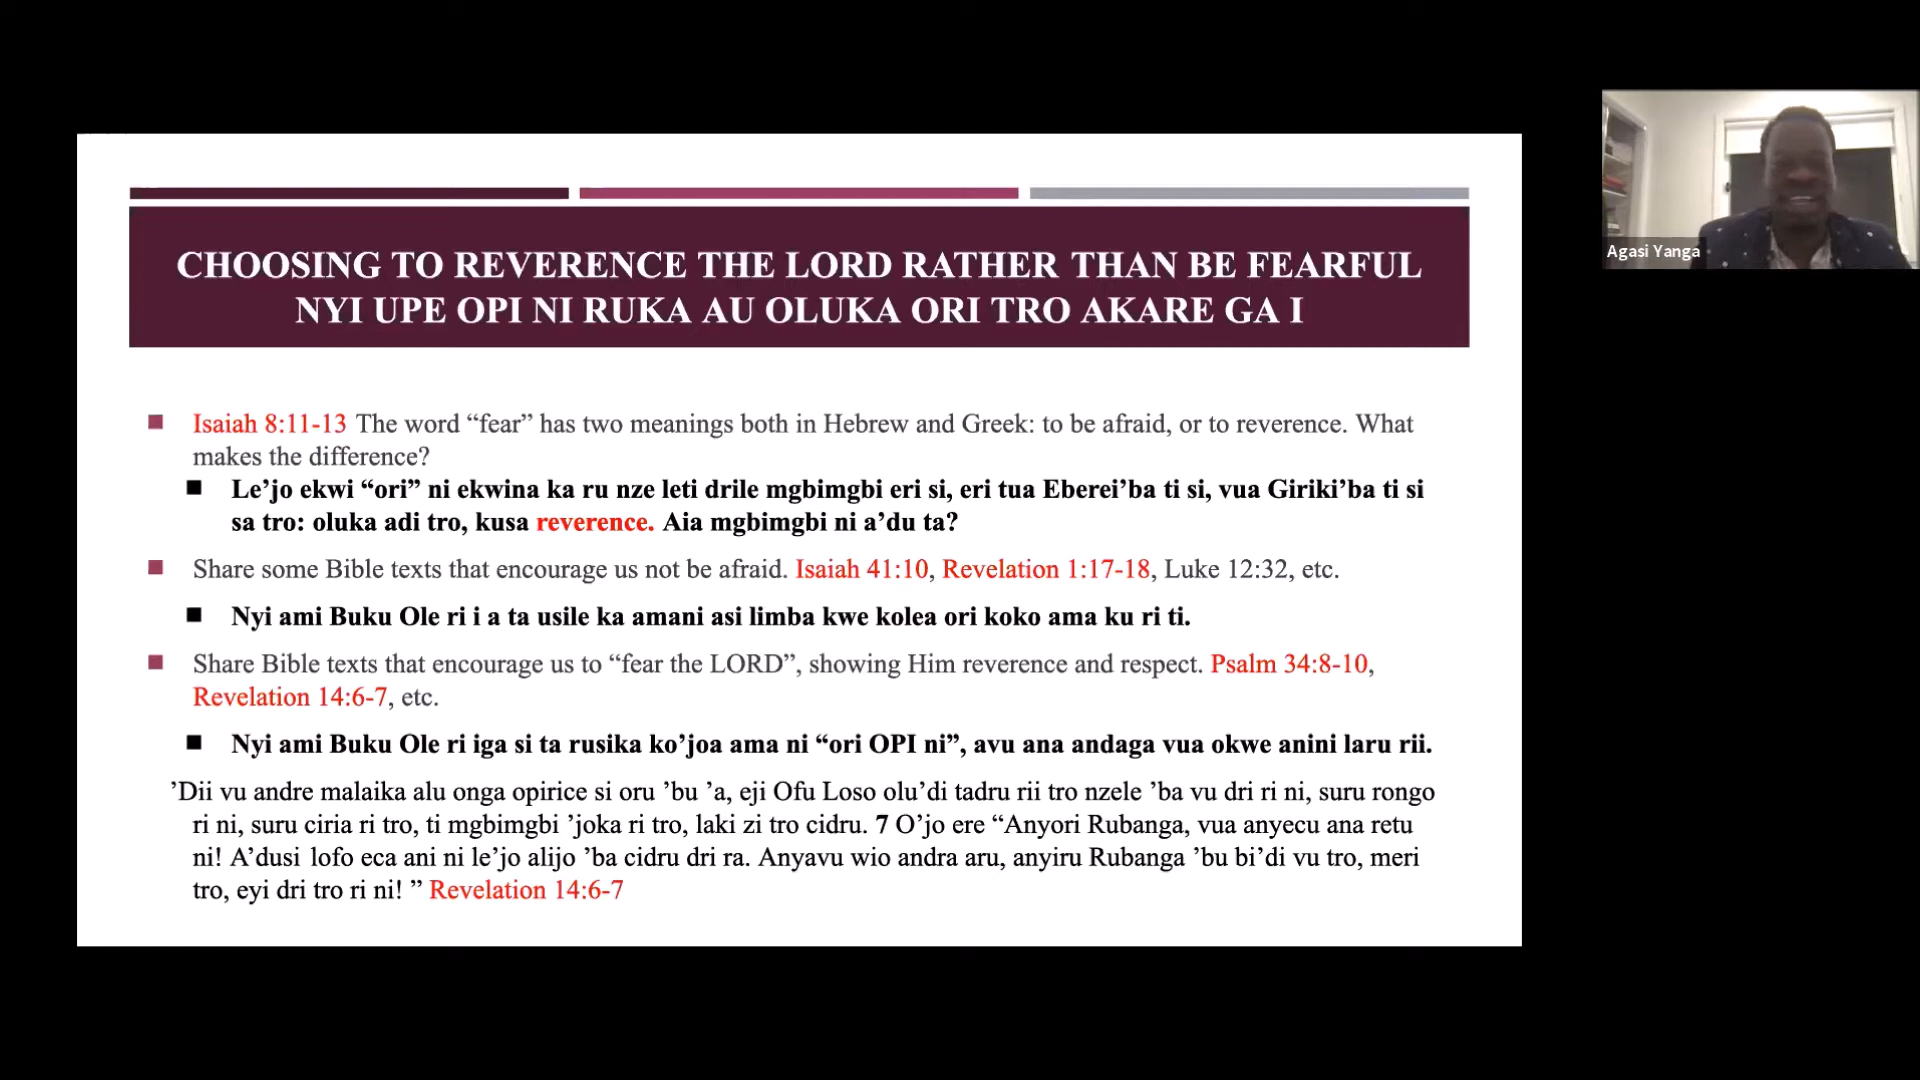 CHOOSING TO REVERENCE THE LORD RATHER THAN BE FEARFUL
NYI UPE OPI NI RUKA AU OLUKA ORI TRO AKARE GA I
Isaiah 8:11-13 The word “fear” has two meanings both in Hebrew and Greek: to be afraid, or to reverence. What
makes the difference?
Le’jo ekwi “ori” ni ekwina ka ru nze leti drile mgbimgbi eri si, eri tua Eberei’ba ti si, vua Giriki’ba ti si
sa tro: oluka adi tro, kusa reverence. Aia mgbimgbi ni a’du ta?
Share some Bible texts that encourage us not be afraid. Isaiah 41:10, Revelation 1:17-18, Luke 12:32, etc.
Nyi ami Buku Ole ri i a ta usile ka amani asi limba kwe kolea ori koko ama ku ri ti.
Share Bible texts that encourage us to “fear the LORD”, showing Him reverence and respect. Psalm 34:8-10,
Revelation 14:6-7, etc.
Nyi ami Buku Ole ri iga si ta rusika ko’joa ama ni “ori OPI ni”, avu ana andaga vua okwe anini laru rii.
’Dii vu andre malaika alu onga opirice si oru ’bu ’a, eji Ofu Loso olu’di tadru rii tro nzele ’ba vu dri ri ni, suru rongo
ri ni, suru ciria ri tro, ti mgbimgbi ’joka ri tro, laki zi tro cidru. 7 O’jo ere “Anyori Rubanga, vua anyecu ana retu
ni! A’dusi lofo eca ani ni le’jo alijo ’ba cidru dri ra. Anyavu wio andra aru, anyiru Rubanga ’bu bi’di vu tro, meri
tro, eyi dri tro ri ni! ” Revelation 14:6-7
Agasi Yanga